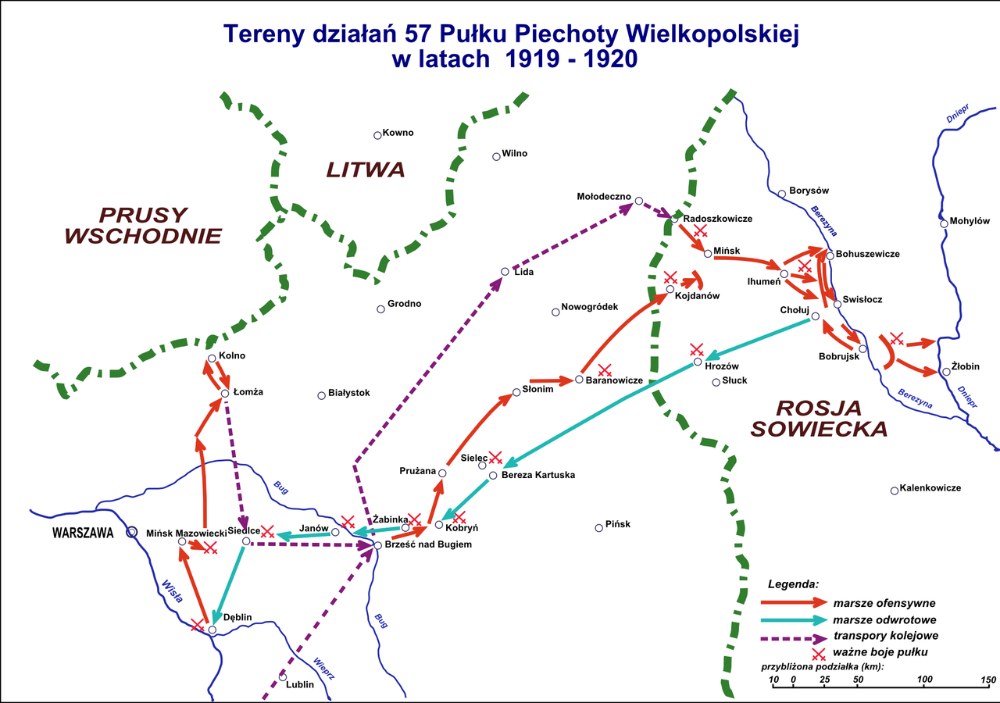 Tereny działań 57 Pułku Piechoty Wielkopolskiej
w latach 1919 - 1920
Dniepr
Kowno
Wilno
LITWA
Borysów
Mołodeczno
Berezyna
PRUSY
WSCHODNIE
Radoszkowicze
Mohylów
Mińsk
Bohuszewicze
Lida
Ihumeń
Kojdanów
Swisłocz
Grodno
Nowogródek
Chołuj
Kolno
Bobrujsk
Hrozów
Żłobin
Łomża
Białystok
Słonim
Baranowicze
Słuck
Berezyna
Dniepr
ROSJA
SOWIECKA
Sielec
Prużana
Bereza Kartuska
Bug
Kalenkowicze
WARSZAWA
Mińsk Mazowiecki
Siedlce
Janów
Żabinka
Kobryń
Pińsk
Brześć nad Bugiem
Wisła
Dęblin
Bug
Wieprz
Lublin
Legenda:
marsze ofensywne
marsze odwrotowe
transpory kolejowe
ważne boje pułku
przybliżona podziałka (km):
10 0 25 50 100 150